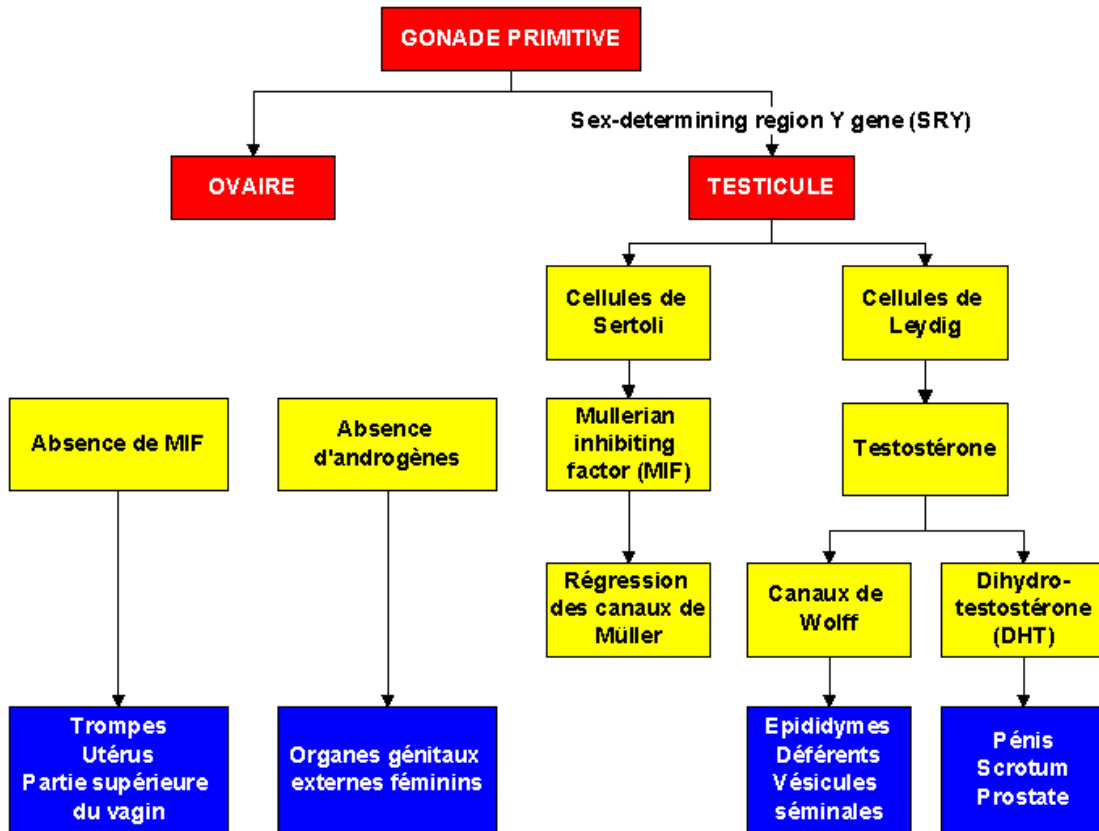 GONADE PRIMITIVE
Sex-determining region Y gene (SRY)
OVAIRE
TESTICULE
Cellules de
Sertoli
Cellules de
Leydig
Absence de MIF
Absence
d'androgènes
Mullerian
inhibiting
factor (MIF)
Testostérone
Régression
des canaux de
Müller
Canaux de
Wolff
Dihydro-
testostérone
(DHT)
Trompes
Utérus
Partie supérieure
du vagin
Organes génitaux
externes féminins
Epididymes
Déférents
Vésicules
séminales
Pénis
Scrotum
Prostate